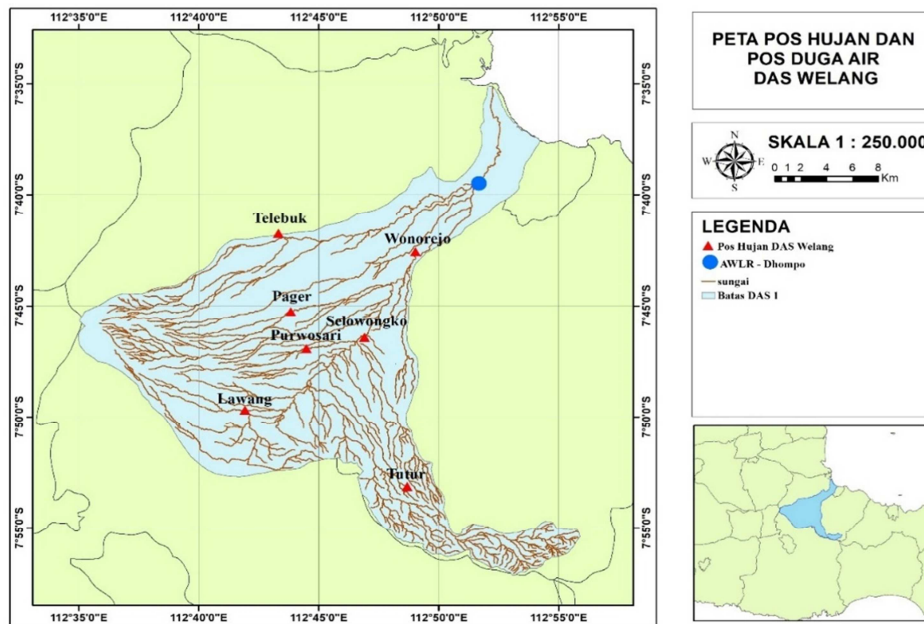 112°35'0"E 112°40'0"E 112°45'0"E 112°50'0"E 112°55'0"E
7°35'0"S 7°35'0"S
7°40'0"S 7°40'0"S
Telebuk
Wonorejo
7°45'0"S 7°45'0"S
Pager
Selowongko
Purwosari
Lawang
7°50'0"S 7°50'0"S
Tutur
7°55'0"S 7°55'0"S
112°35'0"E 112°40'0"E 112°45'0"E 112°50'0"E 112°55'0"E
PETA POS HUJAN DAN
POS DUGA AIR
DAS WELANG
N
W E
S
SKALA 1 : 250.000
0 1 2 4 6 8
Km
LEGENDA
Pos Hujan DAS Welang
AWLR - Dhompo
sungai
Batas DAS 1